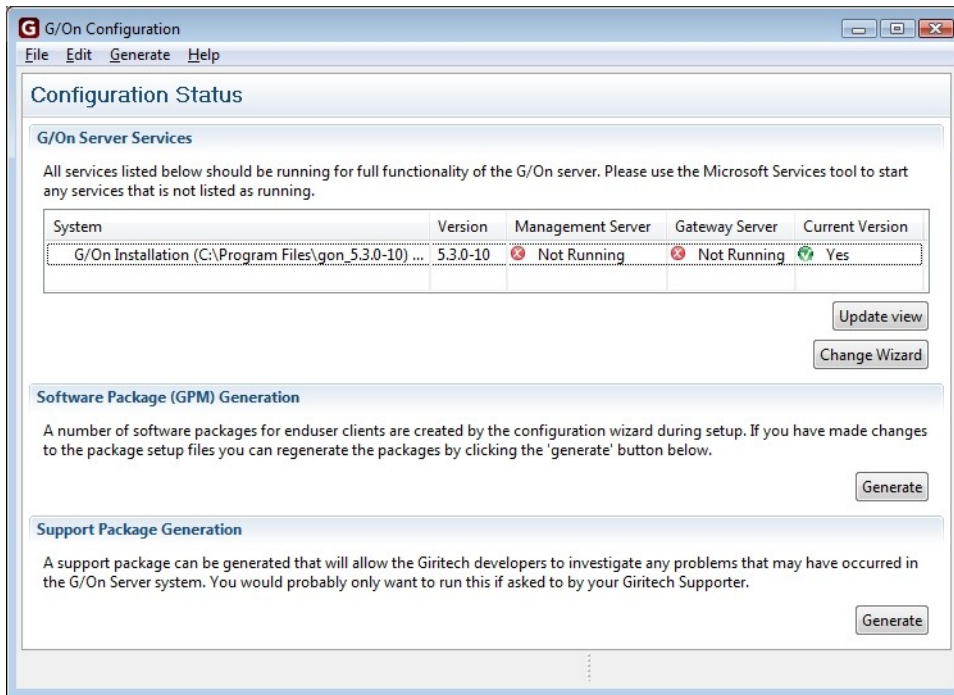 G G/On Configuration
File Edit Generate Help
Configuration Status
G/On Server Services
All services listed below should be running for full functionality of the G/On server. Please use the Microsoft Services tool to start
any services that is not listed as running.
System Version Management Server Gateway Server Current Version
G/On Installation (C:\Program Files\gon_5.3.0-10) ... 5.3.0-10 Not Running Not Running Yes
Update view
Change Wizard
Software Package (GPM) Generation
A number of software packages for enduser clients are created by the configuration wizard during setup. If you have made changes
to the package setup files you can regenerate the packages by clicking the 'generate' button below.
Generate
Support Package Generation
A support package can be generated that will allow the Giritech developers to investigate any problems that may have occurred in
the G/On Server system. You would probably only want to run this if asked to by your Giritech Supporter.
Generate